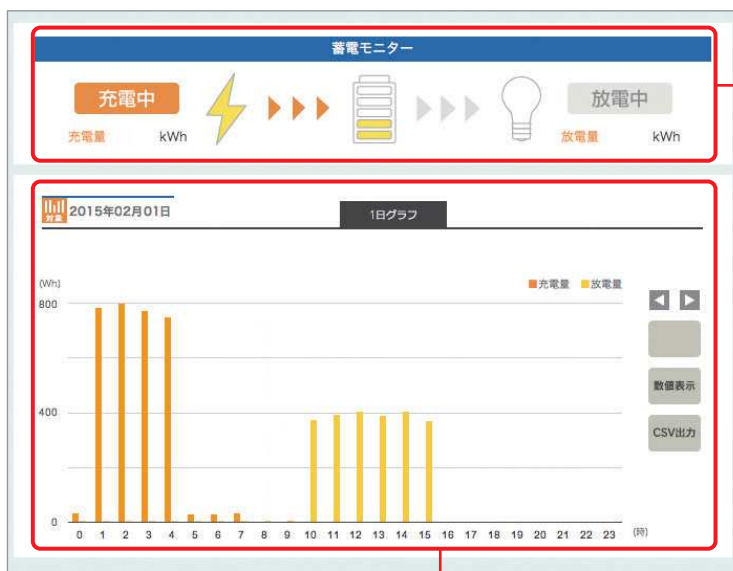 蓄電モニター
充電中
放電中
充電量 kWh
放電量 kWh
対象 2015年02月01日
1日グラフ
(Wh)
充電量 放電量
800
400
数値表示
CSV出力
0
0 1 2 3 4 5 6 7 8 9 10 11 12 13 14 15 16 17 18 19 20 21 22 23 (時)